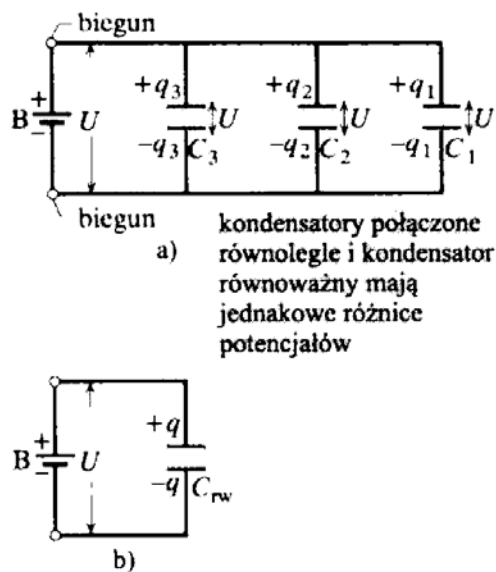 biegun
+q₃ +q₂ +q₁
B + − U U U U
−q₃ C₃ −q₂ C₂ −q₁ C₁
biegun
a)
kondensatory połączone
równolegle i kondensator
równoważny mają
jednakowe różnice
potencjałów
+q
B + − U
−q C_rw
b)